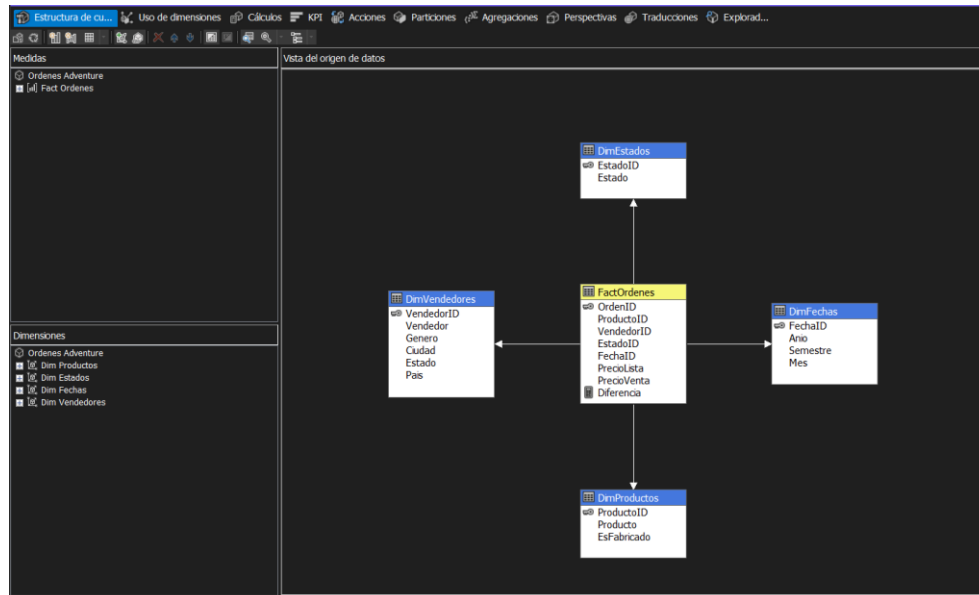 Estructura de cu... Uso de dimensiones Cálculos KPI Acciones Particiones Agregaciones Perspectivas Traducciones Explorad...
Medidas
Ordenes Adventure
Fact Ordenes
Dimensiones
Ordenes Adventure
Dim Productos
Dim Estados
Dim Fechas
Dim Vendedores
Vista del origen de datos
DimEstados
EstadoID
Estado
DimVendedores
VendedorID
Vendedor
Genero
Ciudad
Estado
Pais
FactOrdenes
OrdenID
ProductoID
VendedorID
EstadoID
FechaID
PrecioLista
PrecioVenta
Diferencia
DimFechas
FechaID
Anio
Semestre
Mes
DimProductos
ProductoID
Producto
EsFabricado